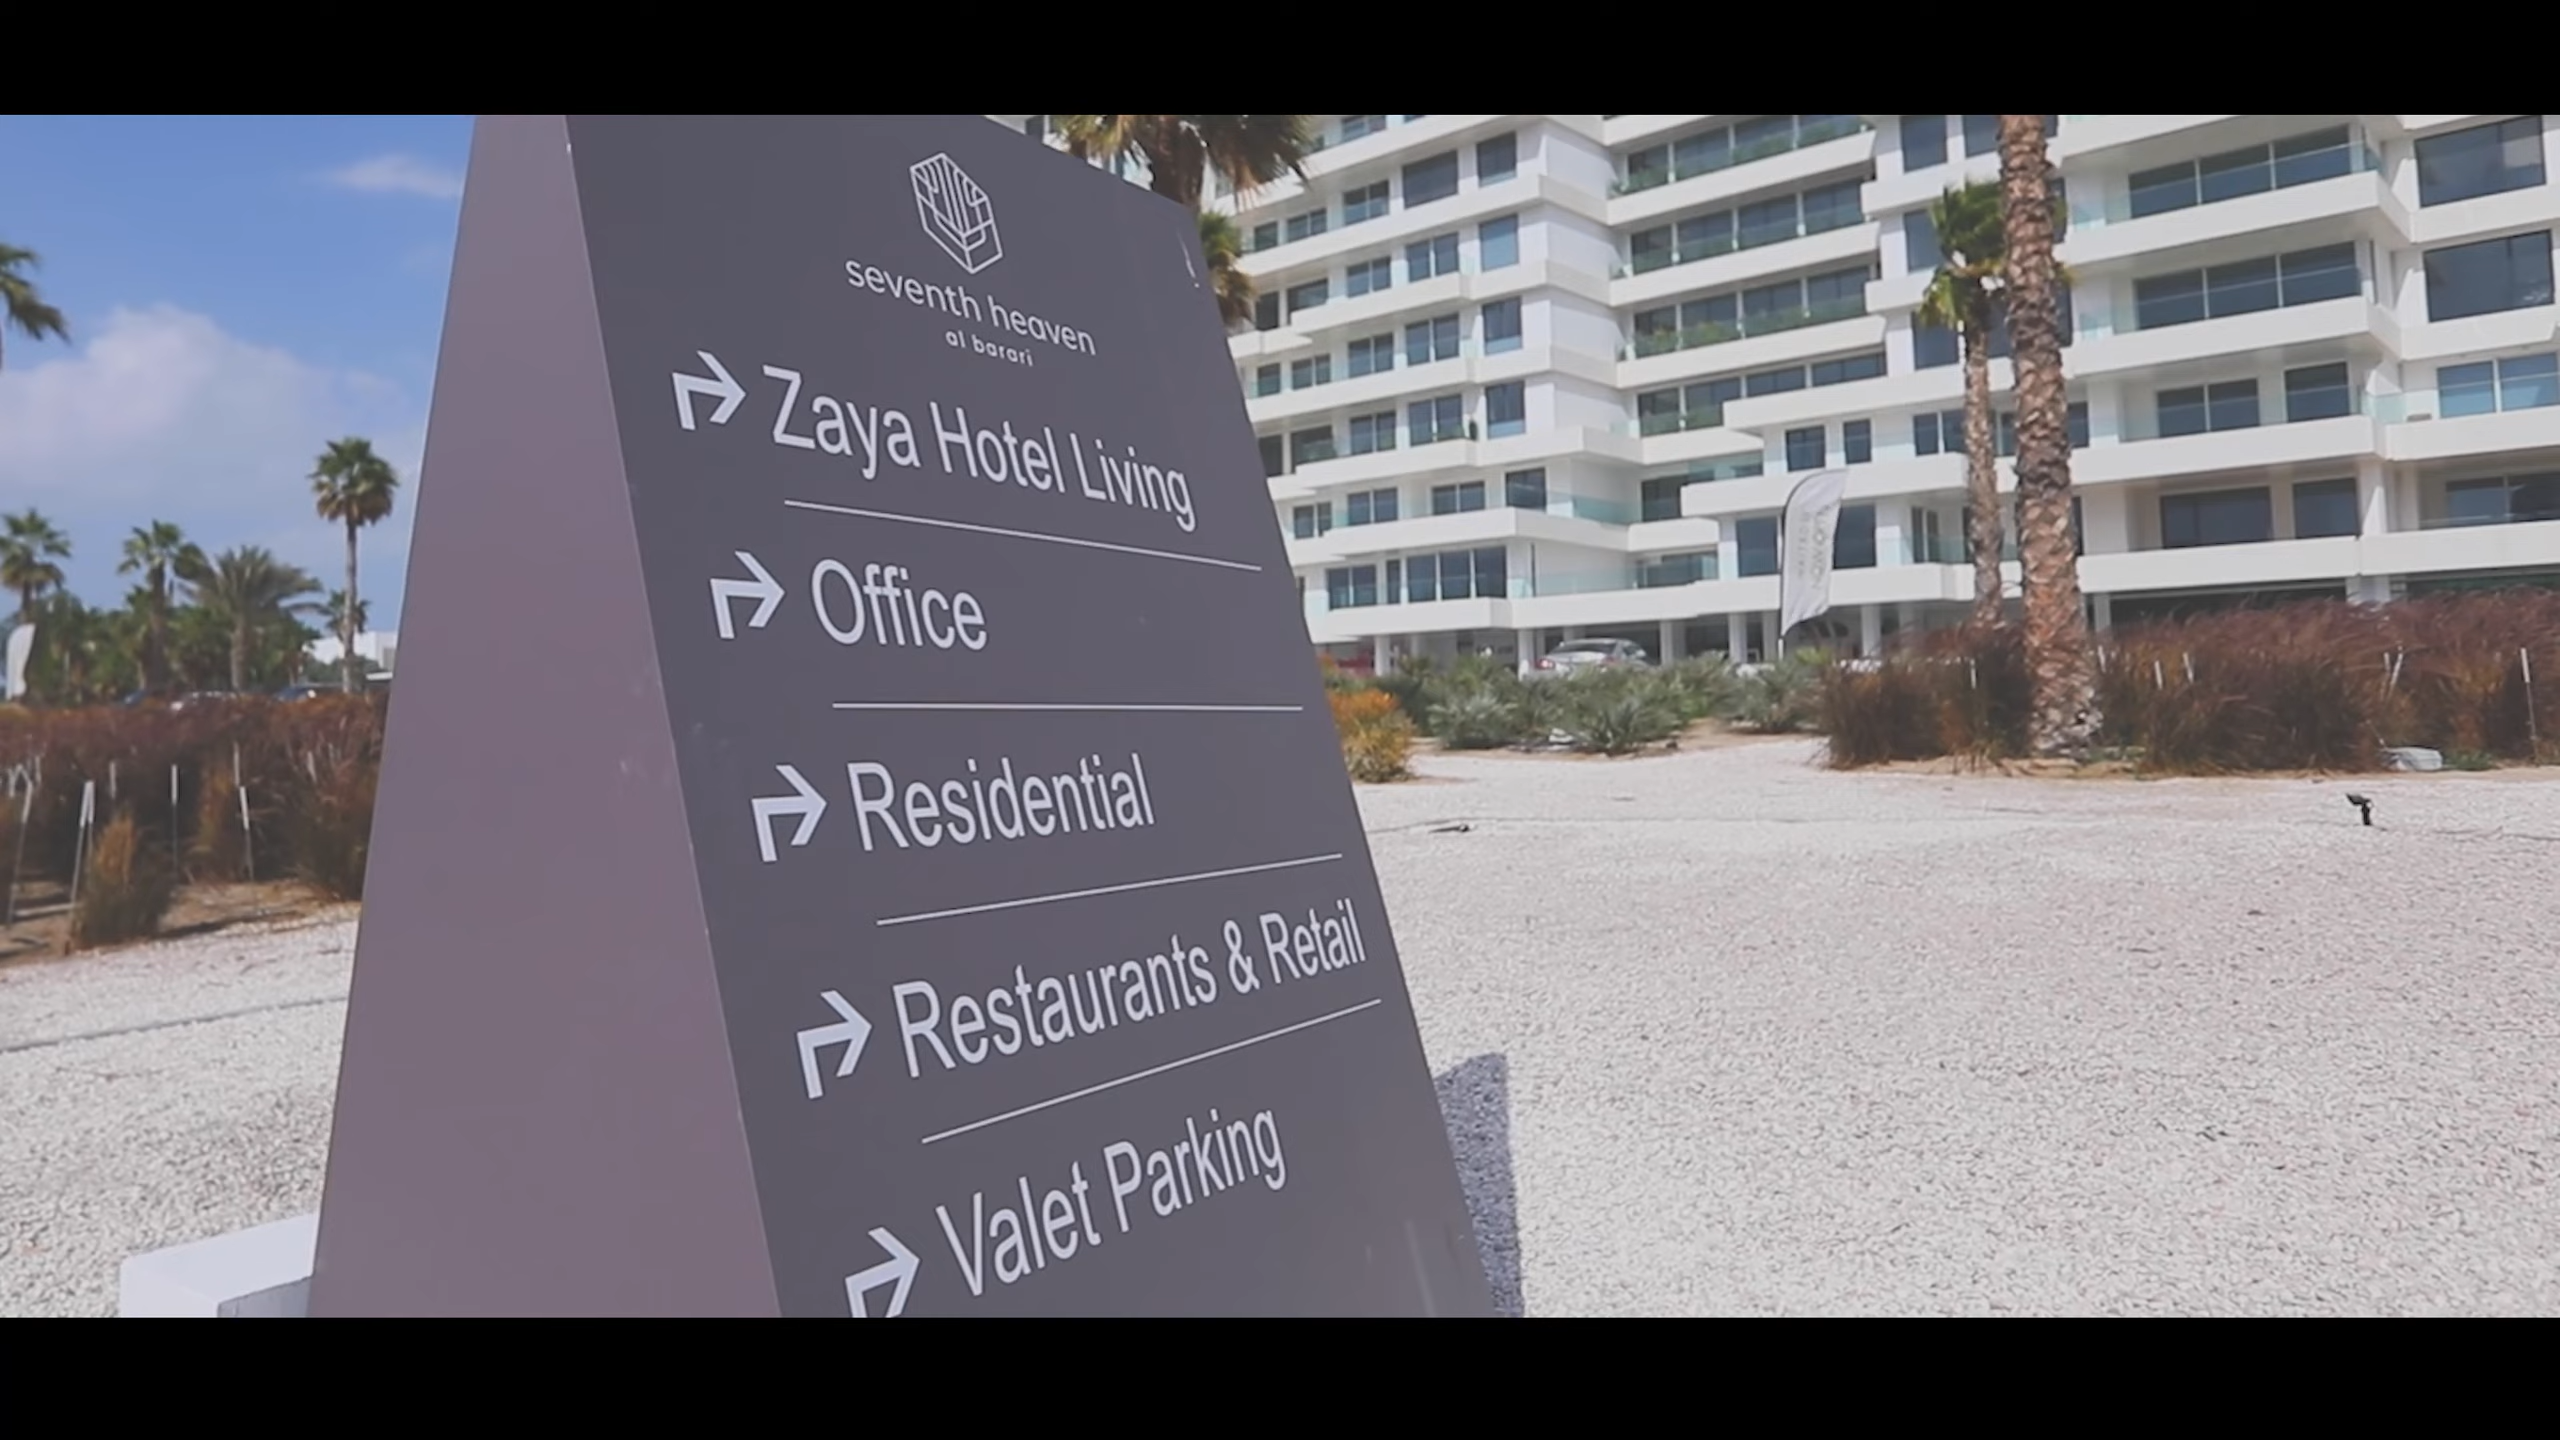 seventh heaven
al barari
Zaya Hotel Living
Office
Residential
Restaurants & Retail
Valet Parking